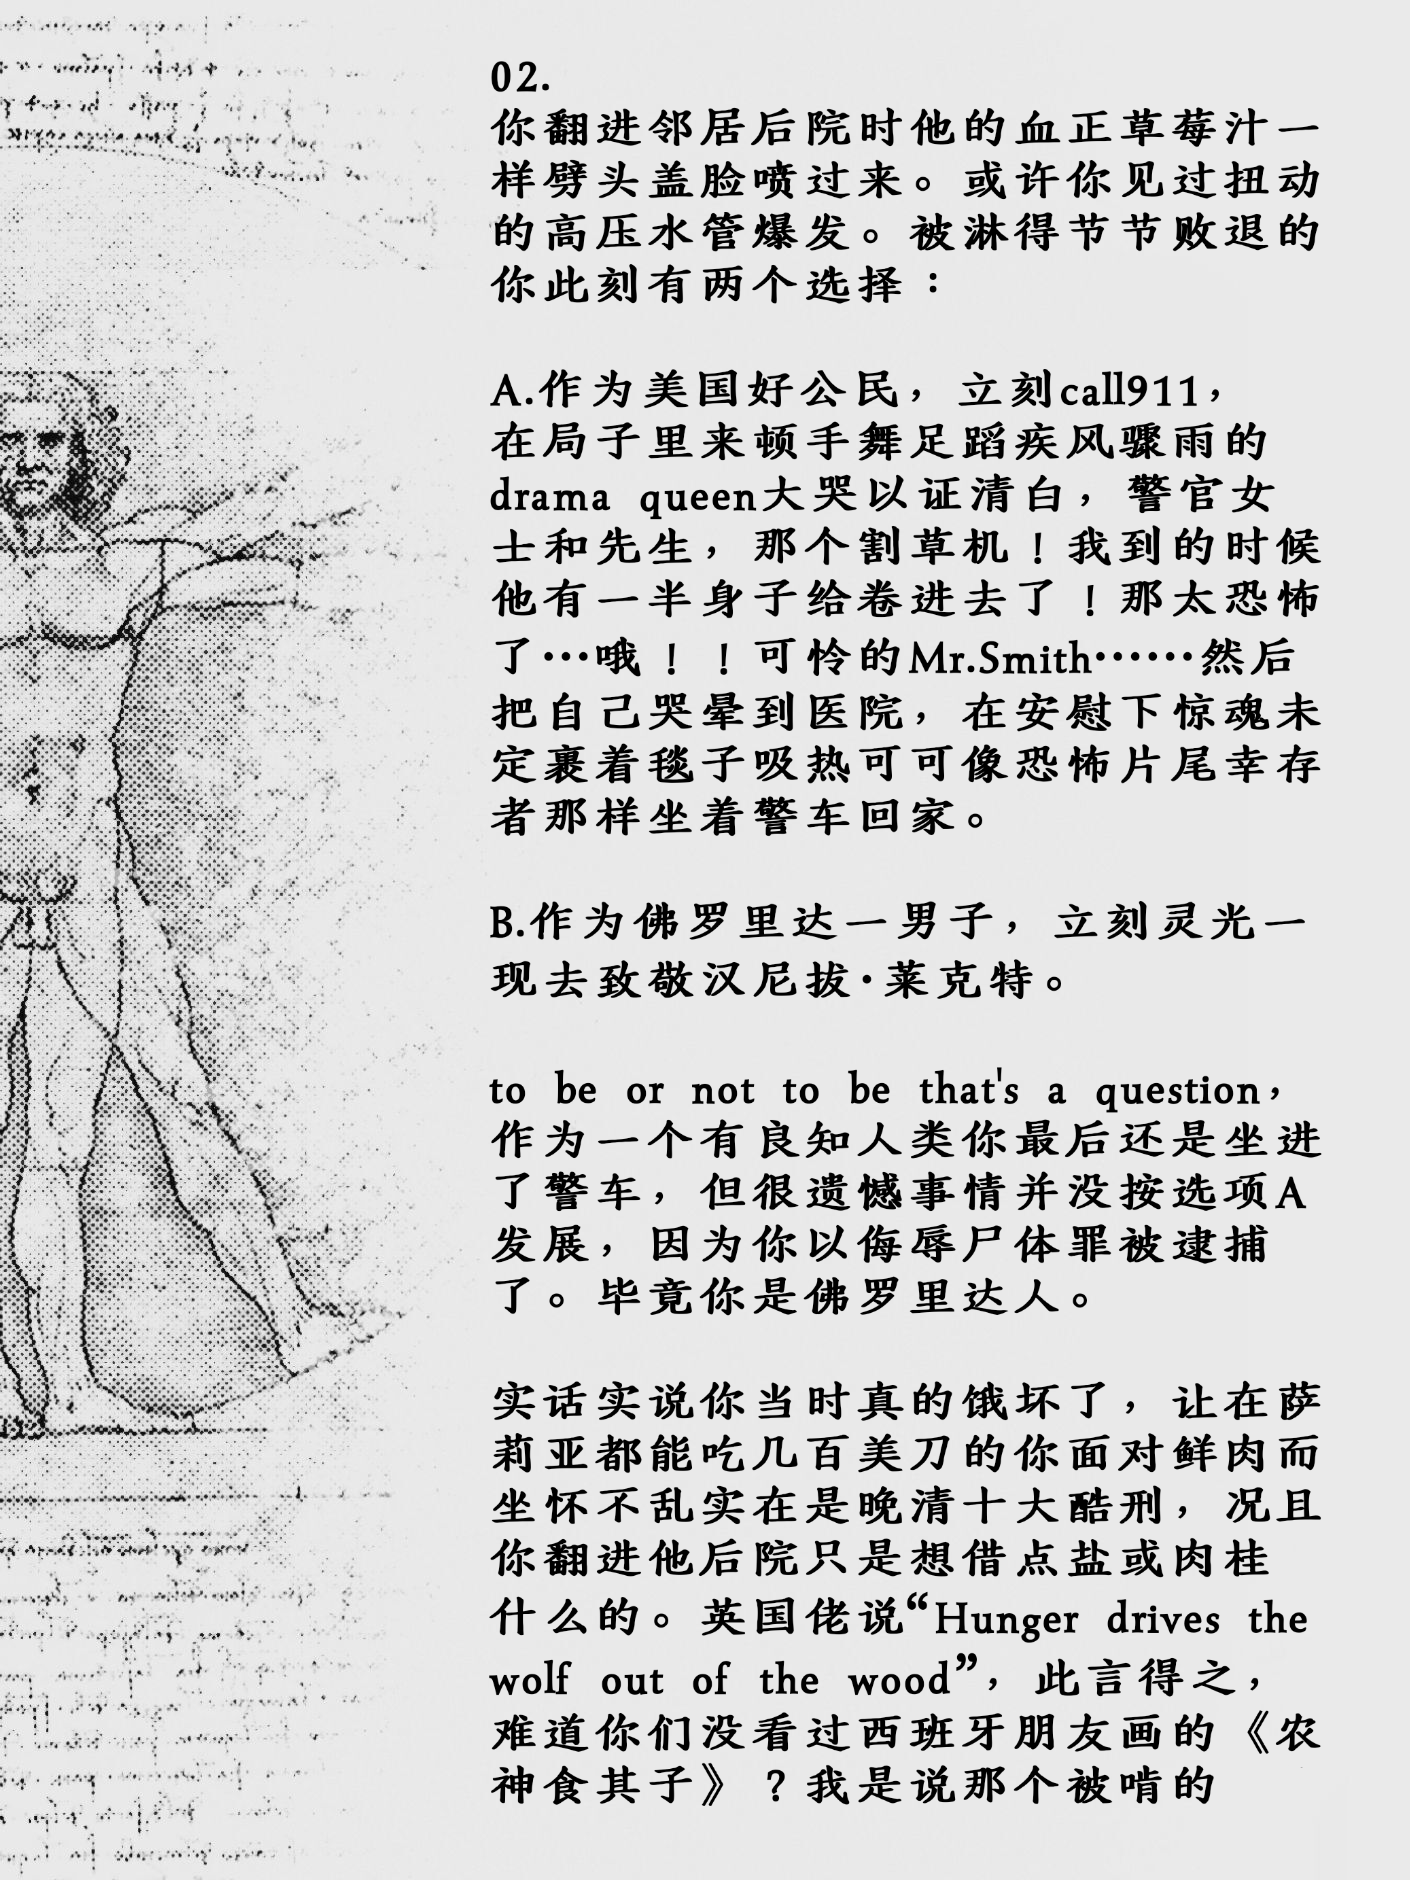 02.
你翻进邻居后院时他的血正草莓汁一
样劈头盖脸喷过来。或许你见过扭动
的高压水管爆发。被淋得节节败退的
你此刻有两个选择：
A.作为美国好公民，立刻call911，
在局子里来顿手舞足蹈疾风骤雨的
drama queen大哭以证清白，警官女
士和先生，那个割草机！我到的时候
他有一半身子给卷进去了！那太恐怖
了…哦！！可怜的Mr.Smith……然后
把自己哭晕到医院，在安慰下惊魂未
定裹着毯子吸热可可像恐怖片尾幸存
者那样坐着警车回家。
B.作为佛罗里达一男子，立刻灵光一
现去致敬汉尼拔·莱克特。
to be or not to be that's a question，
作为一个有良知人类你最后还是坐进
了警车，但很遗憾事情并没按选项A
发展，因为你以侮辱尸体罪被逮捕
了。毕竟你是佛罗里达人。
实话实说你当时真的饿坏了，让在萨
莉亚都能吃几百美刀的你面对鲜肉而
坐怀不乱实在是晚清十大酷刑，况且
你翻进他后院只是想借点盐或肉桂
什么的。英国佬说“Hunger drives the
wolf out of the wood”，此言得之，
难道你们没看过西班牙朋友画的《农
神食其子》？我是说那个被啃的